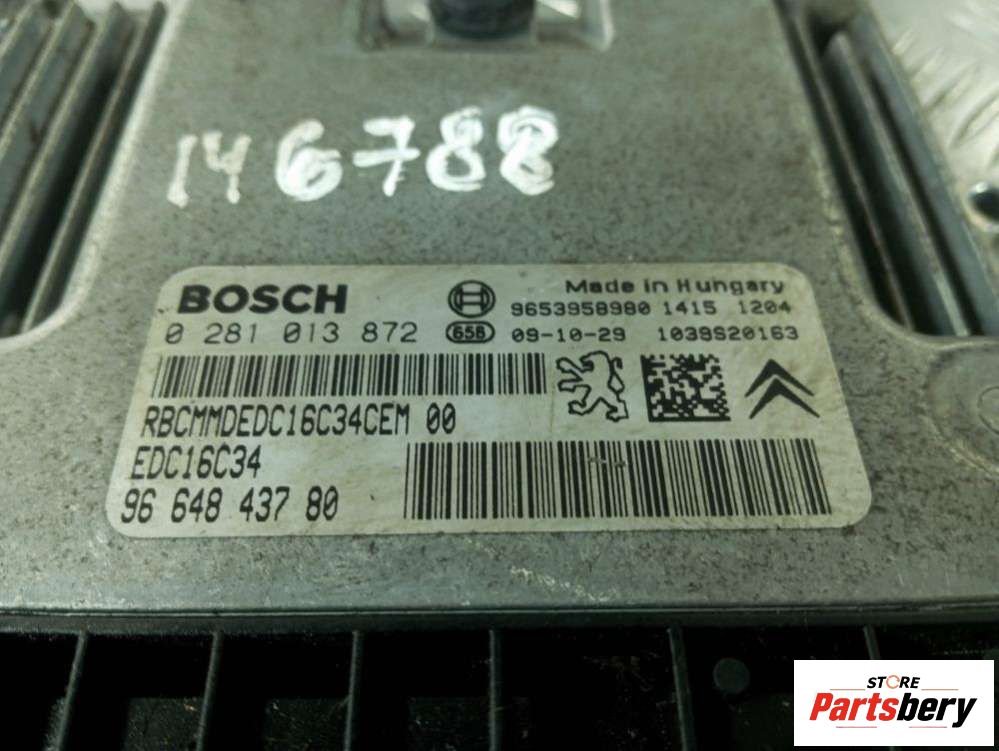 146788
BOSCH
Made in Hungary
9653958980 1415 1204
0 281 013 872 658 09-10-29 1039S20163
RBCMMDEDC16C34CEM 00
EDC16C34
96 648 437 80
STORE
Partsbery